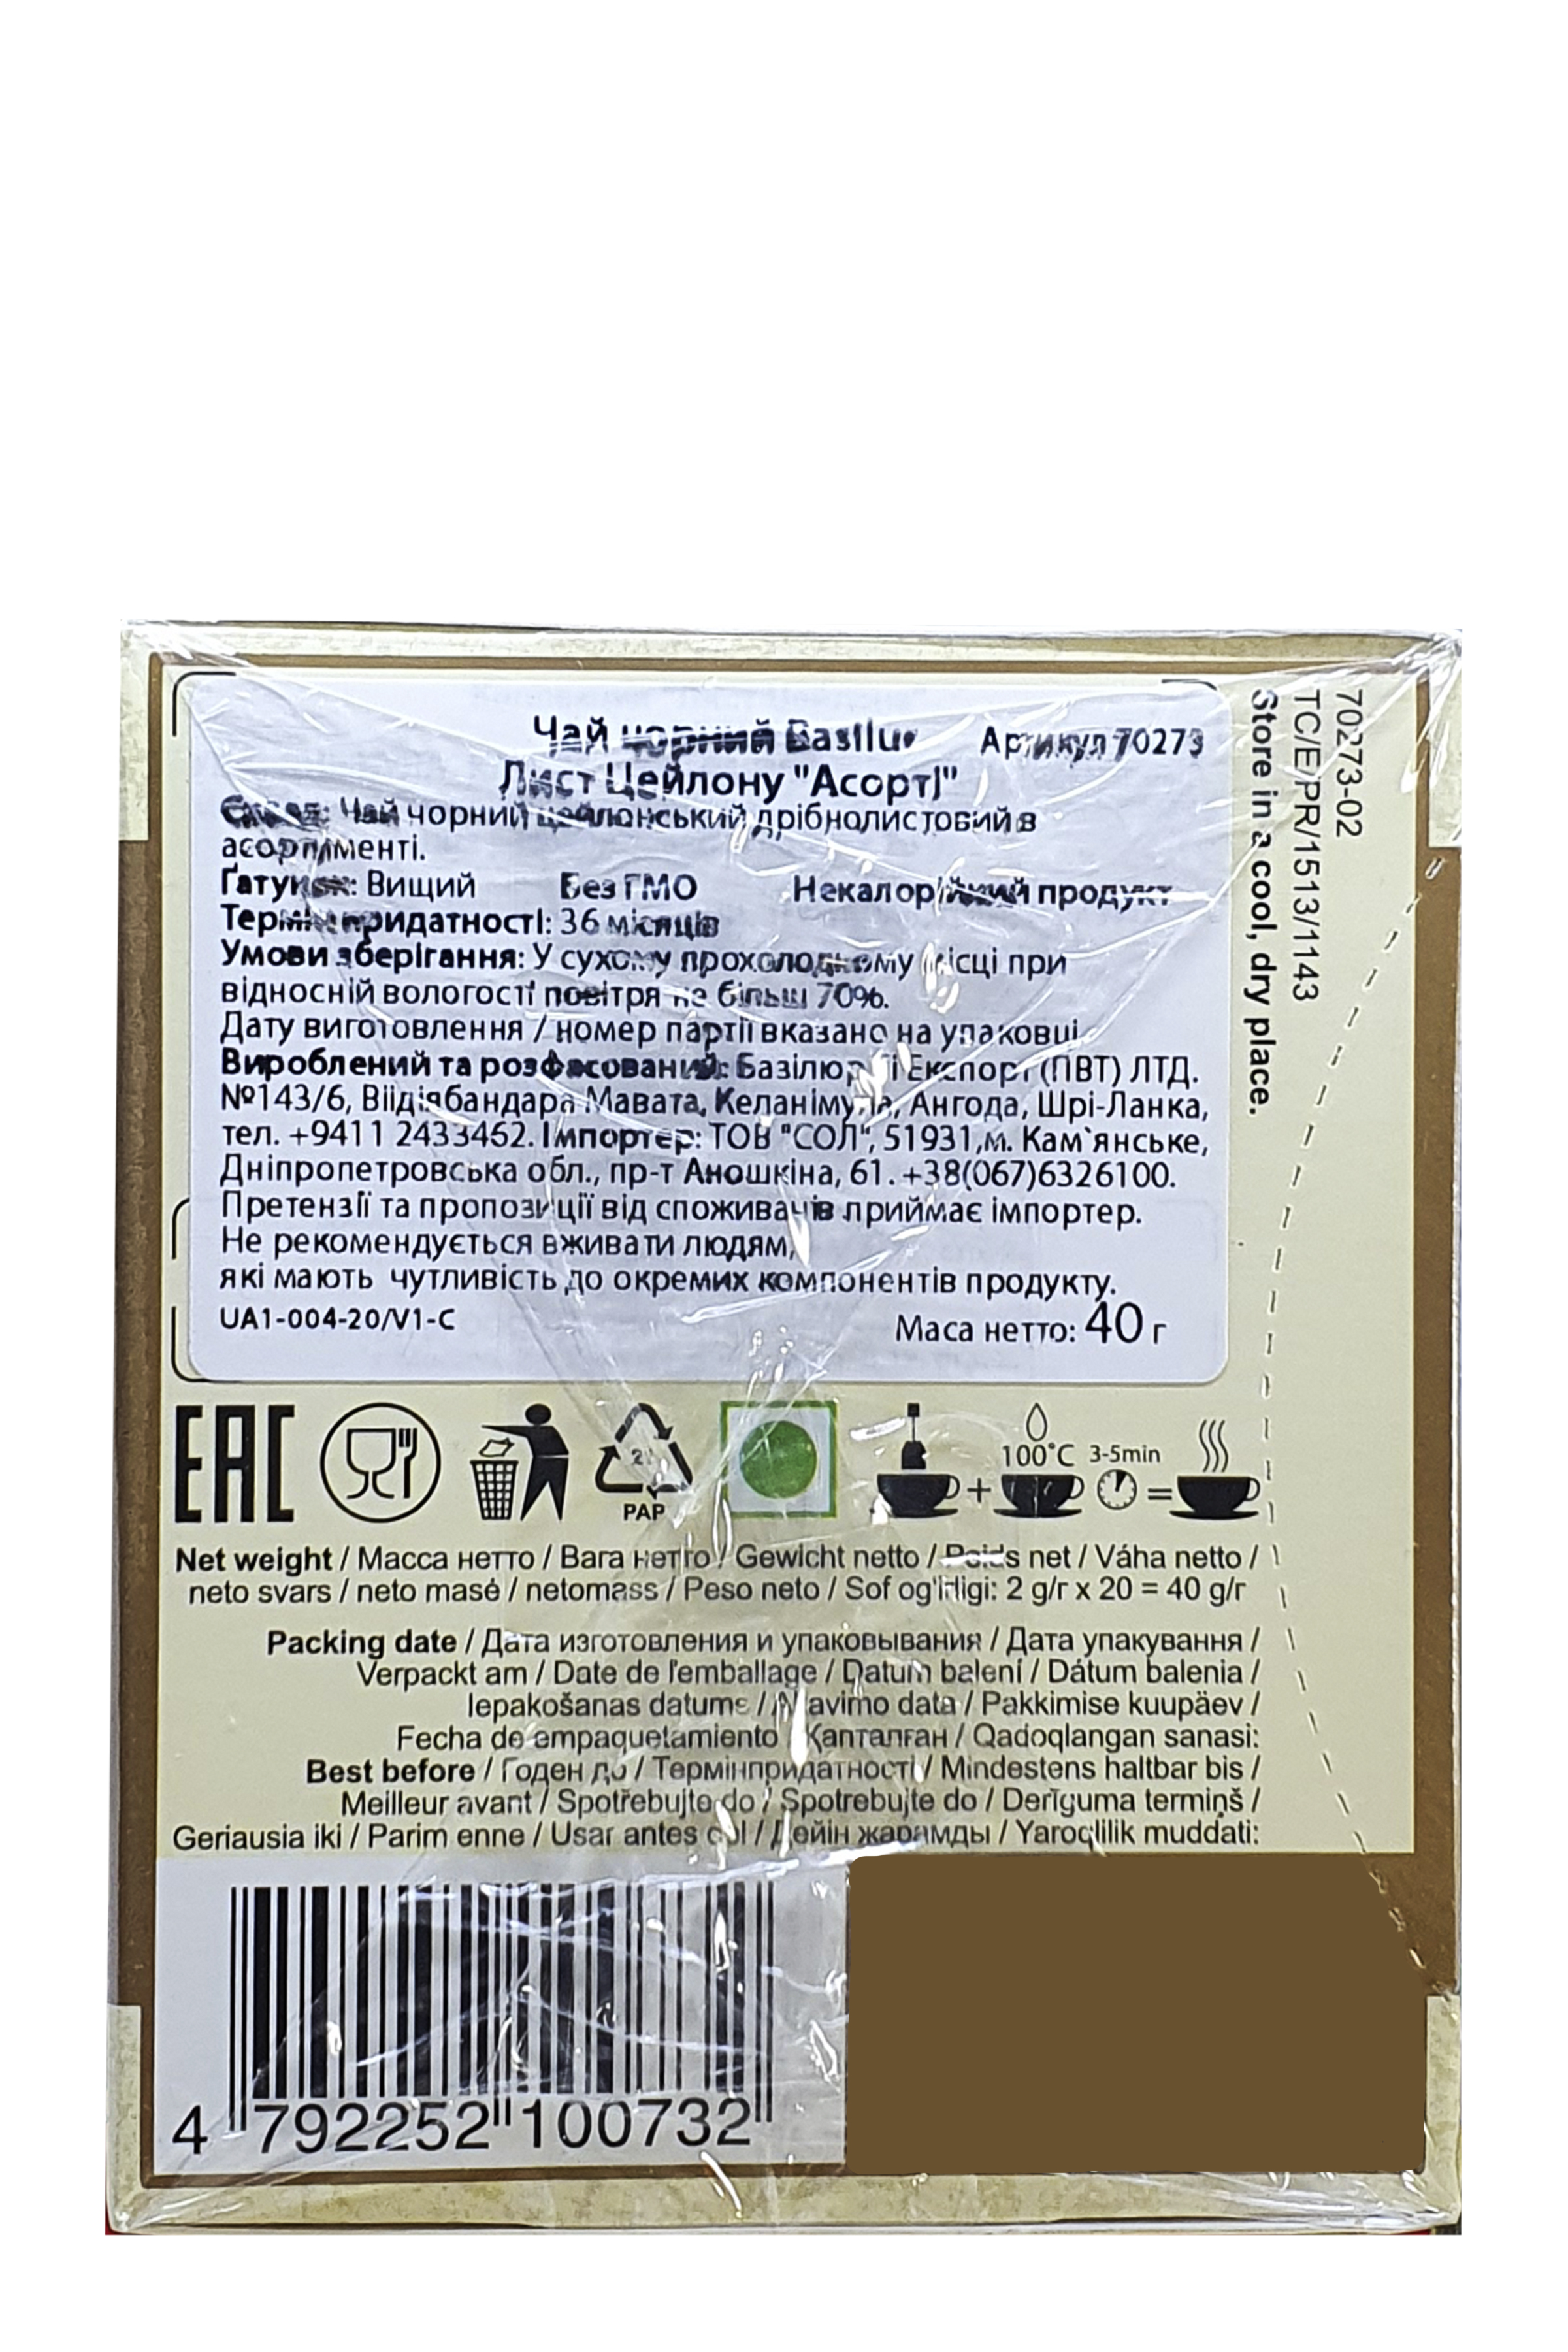 Чай чорний Basilur Артикул 70273
Лист Цейлону "Асорті"
Склад: Чай чорний цейлонський дрібнолистовий в
асортименті.
Ґатунок: Вищий Без ГМО Некалорійний продукт
Термін придатності: 36 місяців
Умови зберігання: У сухому прохолодному місці при
відносній вологості повітря не більш 70%.
Дату виготовлення / номер партії вказано на упаковці
Вироблений та розфасований: Базілюр Ті Експорт (ПВТ) ЛТД.
№143/6, Віідіябандара Мавата, Келанімула, Ангода, Шрі-Ланка,
тел. +9411 2433452. Імпортер: ТОВ "СОЛ", 51931,м. Кам`янське,
Дніпропетровська обл., пр-т Аношкіна, 61. +38(067)6326100.
Претензії та пропозиції від споживачів приймає імпортер.
Не рекомендується вживати людям,
які мають чутливість до окремих компонентів продукту.
UA1-004-20/V1-C Маса нетто: 40 г
70273-02
TC/E/PR/1513/1143
Store in a cool, dry place.
EAC
PAP
100°C 3-5min
+ =
Net weight / Масса нетто / Вага нетто / Gewicht netto / Poids net / Váha netto /
neto svars / neto masė / netomass / Peso neto / Sof og'irligi: 2 g/г x 20 = 40 g/г
Packing date / Дата изготовления и упаковывания / Дата упакування /
Verpackt am / Date de l'emballage / Datum balení / Dátum balenia /
Iepakošanas datums / avimo data / Pakkimise kuupäev /
Fecha de empaquetamiento / Қапталған / Qadoqlangan sanasi:
Best before / Годен до / Термін придатності / Mindestens haltbar bis /
Meilleur avant / Spotřebujte do / Spotrebujte do / Derīguma termiņš /
Geriausia iki / Parim enne / Usar antes del / Дейін жарамды / Yaroqlilik muddati:
4 792252 100732